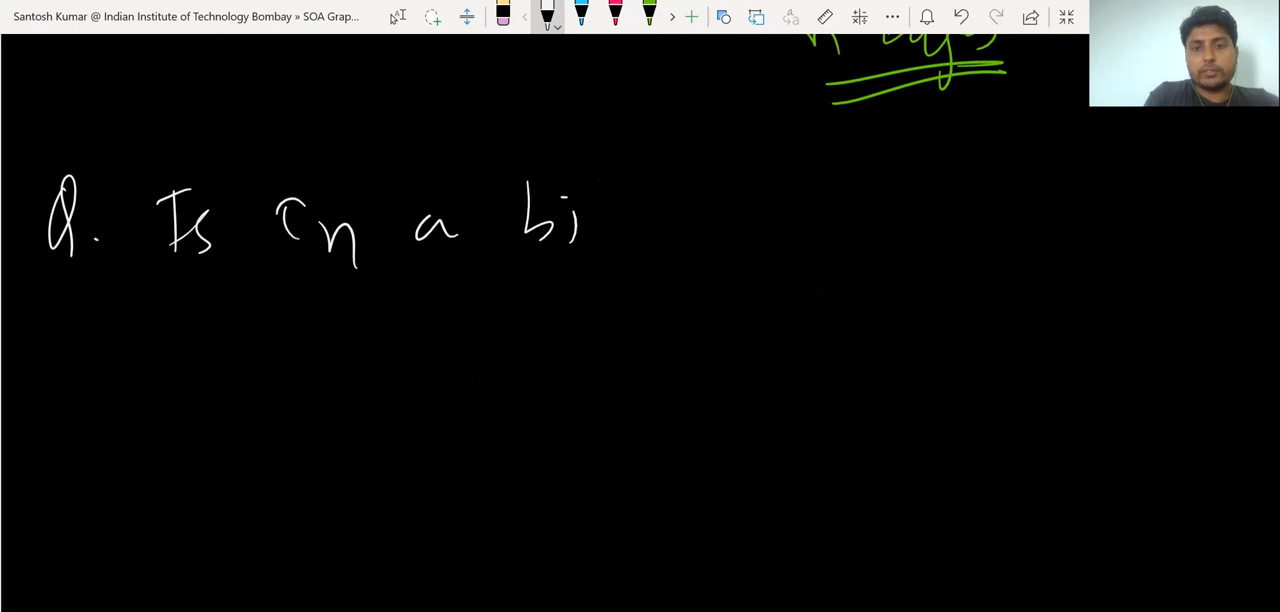 Santosh Kumar @ Indian Institute of Technology Bombay » SOA Grap...
Q. Is Cn a bi